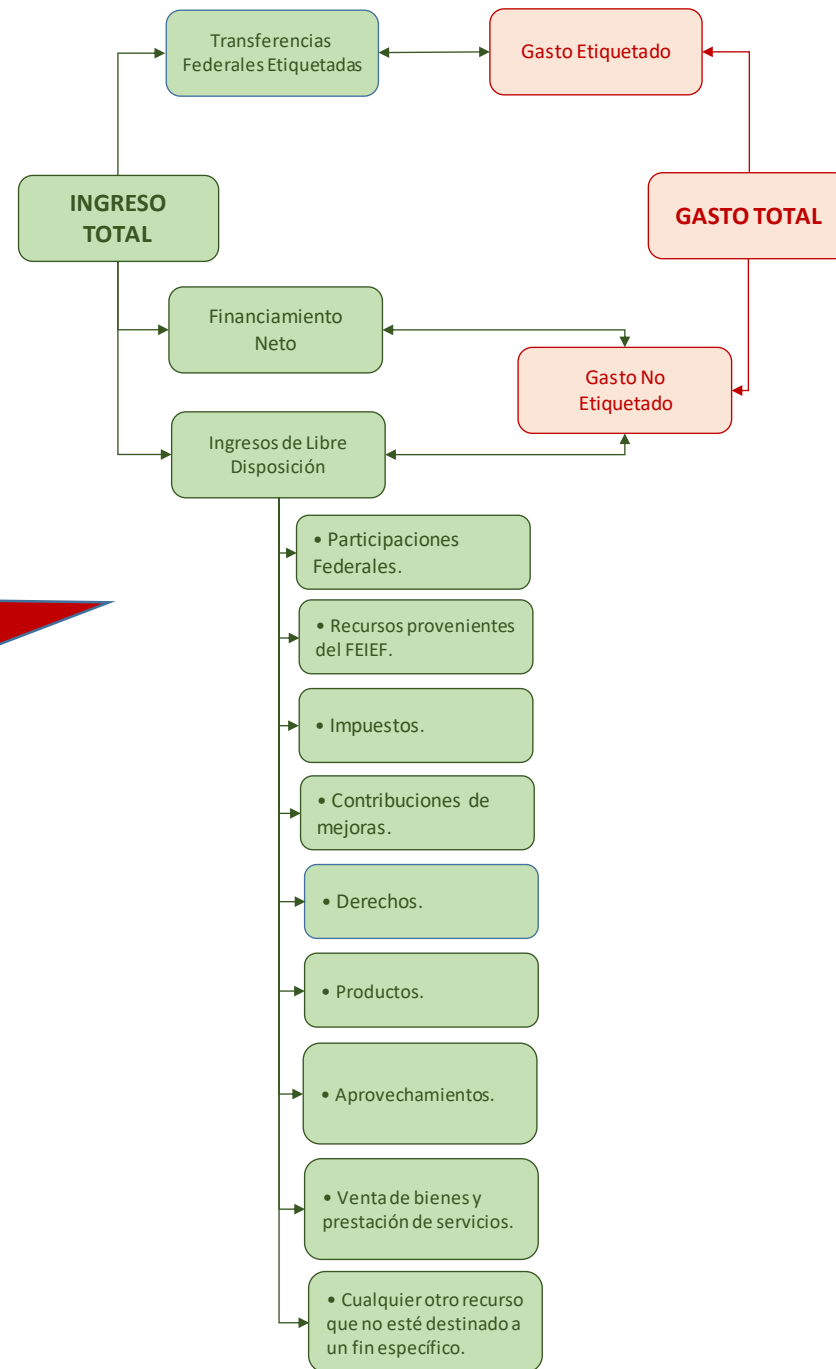 Transferencias
Federales Etiquetadas
Gasto Etiquetado
INGRESO
TOTAL
GASTO TOTAL
Financiamiento
Neto
Gasto No
Etiquetado
Ingresos de Libre
Disposición
• Participaciones
Federales.
• Recursos provenientes
del FEIEF.
• Impuestos.
• Contribuciones de
mejoras.
• Derechos.
• Productos.
• Aprovechamientos.
• Venta de bienes y
prestación de servicios.
• Cualquier otro recurso
que no esté destinado a
un fin específico.